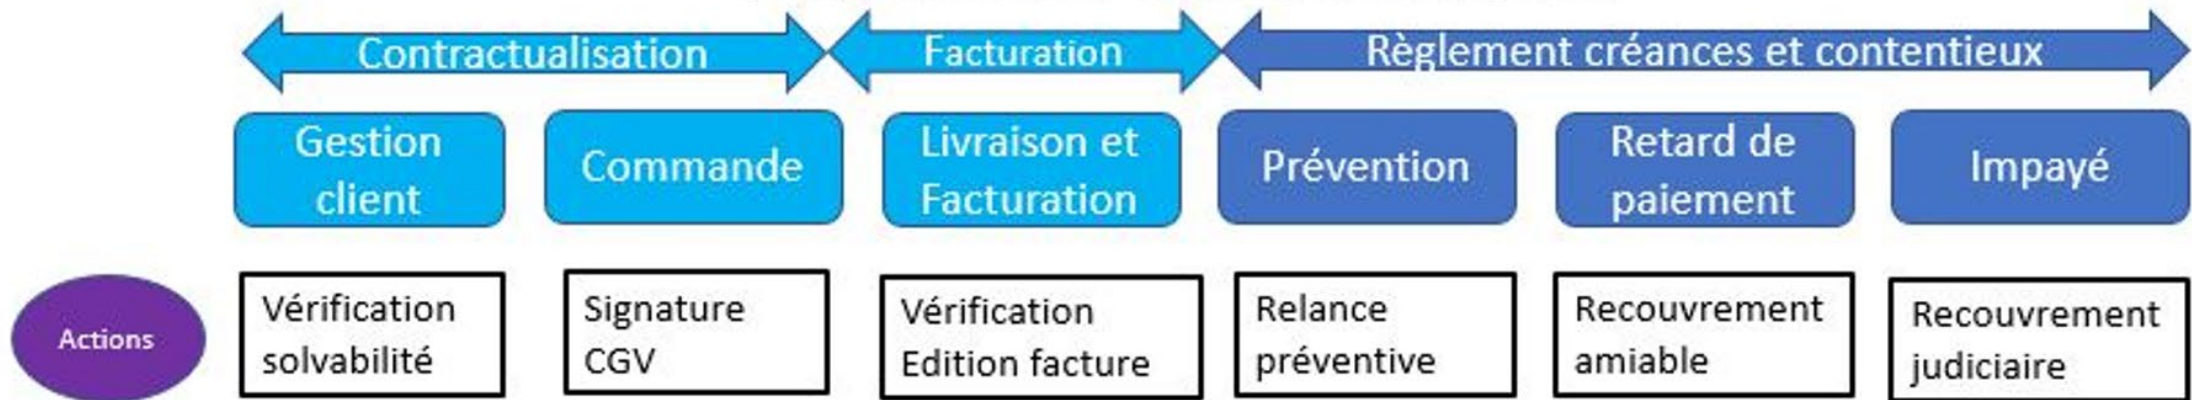 Contractualisation
Facturation
Règlement créances et contentieux
Gestion
client
Commande
Livraison et
Facturation
Prévention
Retard de
paiement
Impayé
Actions
Vérification
solvabilité
Signature
CGV
Vérification
Edition facture
Relance
préventive
Recouvrement
amiable
Recouvrement
judiciaire